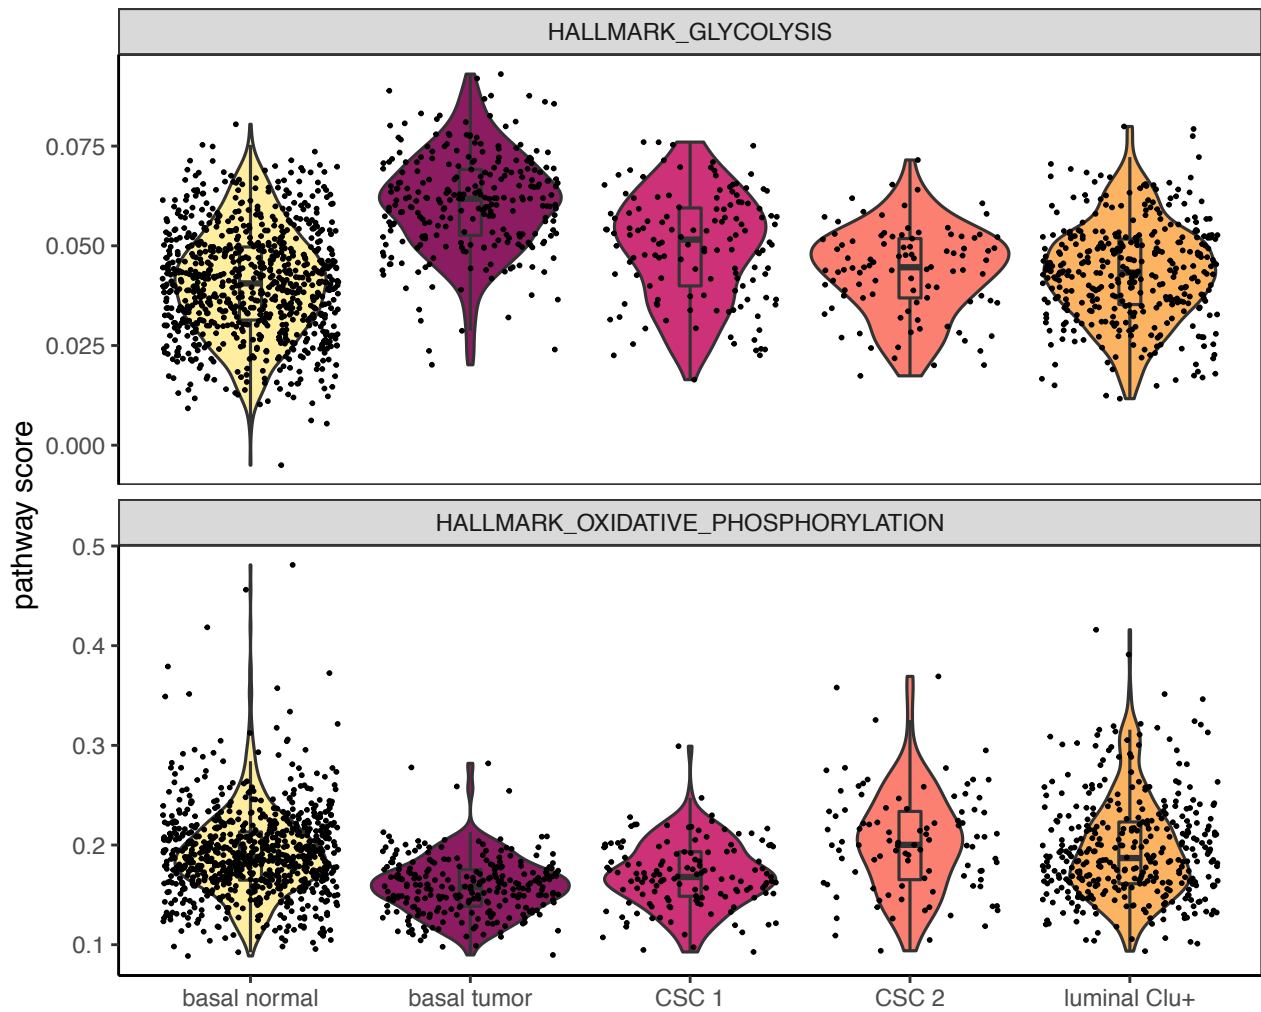 HALLMARK_GLYCOLYSIS
0.075
0.050
0.025
0.000
pathway score
HALLMARK_OXIDATIVE_PHOSPHORYLATION
0.5
0.4
0.3
0.2
0.1
basal normal
basal tumor
CSC 1
CSC 2
luminal Clu+